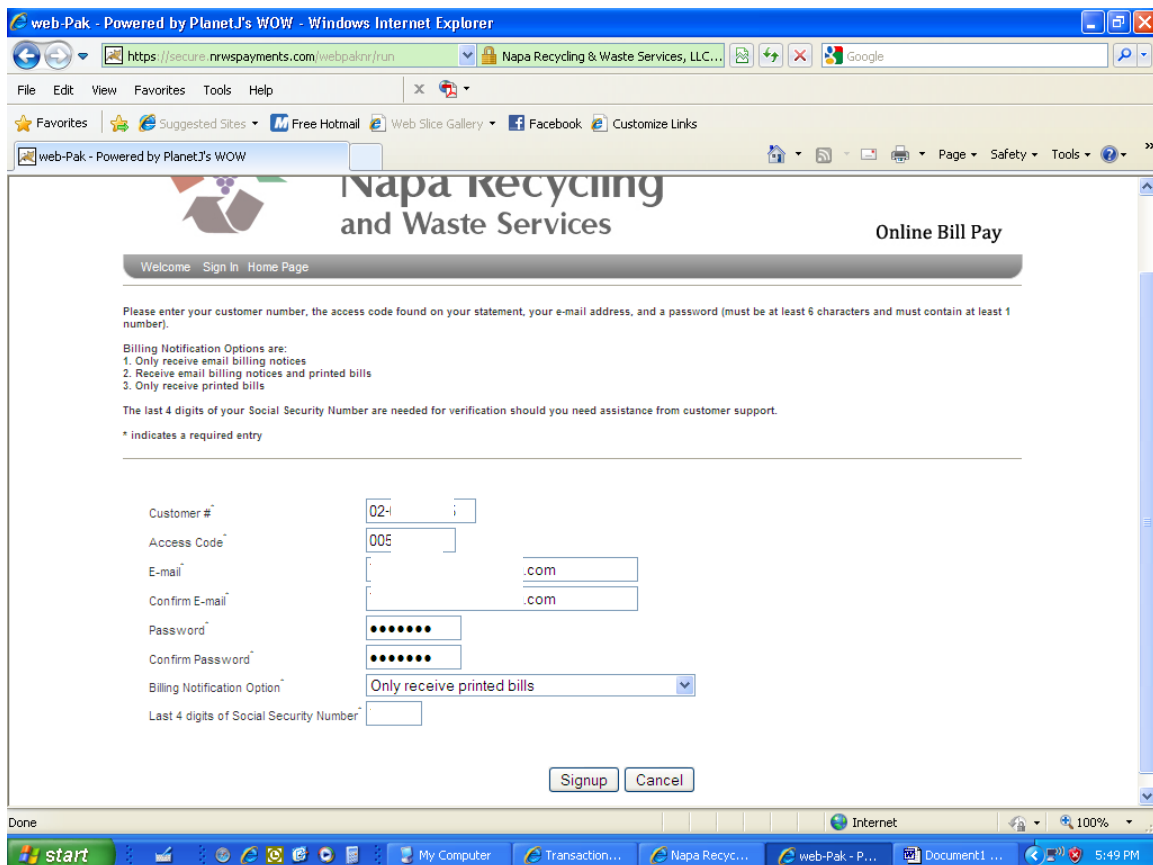 web-Pak - Powered by PlanetJ's WOW - Windows Internet Explorer
https://secure.nrwspayments.com/webpaknr/run
Napa Recycling & Waste Services, LLC...
Google
File Edit View Favorites Tools Help
x
Favorites Suggested Sites Free Hotmail Web Slice Gallery Facebook Customize Links
web-Pak - Powered by PlanetJ's WOW
Page Safety Tools
Napa Recycling
and Waste Services
Online Bill Pay
Welcome Sign In Home Page
Please enter your customer number, the access code found on your statement, your e-mail address, and a password (must be at least 6 characters and must contain at least 1
number).
Billing Notification Options are:
1. Only receive email billing notices
2. Receive email billing notices and printed bills
3. Only receive printed bills
The last 4 digits of your Social Security Number are needed for verification should you need assistance from customer support.
* indicates a required entry
Customer #* 02-
Access Code* 005
E-mail* .com
Confirm E-mail* .com
Password* •••••••
Confirm Password* •••••••
Billing Notification Option* Only receive printed bills
Last 4 digits of Social Security Number*
Signup Cancel
Done Internet 100%
start My Computer Transaction... Napa Recyc... web-Pak - P... Document1 ... 5:49 PM